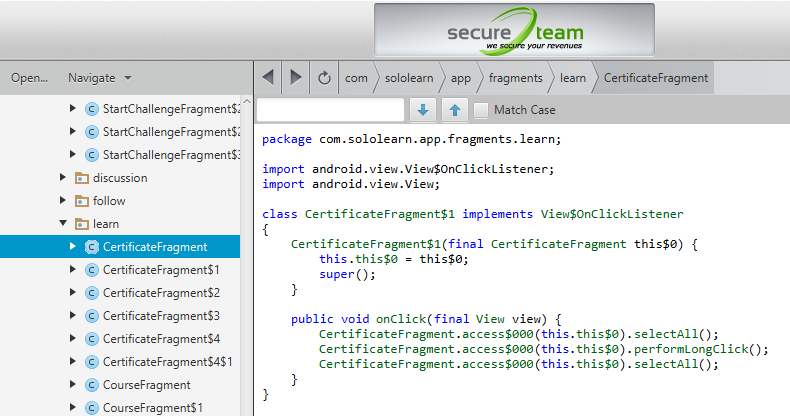 secure team
we secure your revenues
Open...
Navigate
com
sololearn
app
fragments
learn
CertificateFragment
Match Case
StartChallengeFragment$2
StartChallengeFragment$2
StartChallengeFragment$3
discussion
follow
learn
CertificateFragment
CertificateFragment$1
CertificateFragment$2
CertificateFragment$3
CertificateFragment$4
CertificateFragment$4$1
CourseFragment
CourseFragment$1
package com.sololearn.app.fragments.learn;
import android.view.View$OnClickListener;
import android.view.View;
class CertificateFragment$1 implements View$OnClickListener
{
CertificateFragment$1(final CertificateFragment this$0) {
this.this$0 = this$0;
super();
}
public void onClick(final View view) {
CertificateFragment.access$000(this.this$0).selectAll();
CertificateFragment.access$000(this.this$0).performLongClick();
CertificateFragment.access$000(this.this$0).selectAll();
}
}